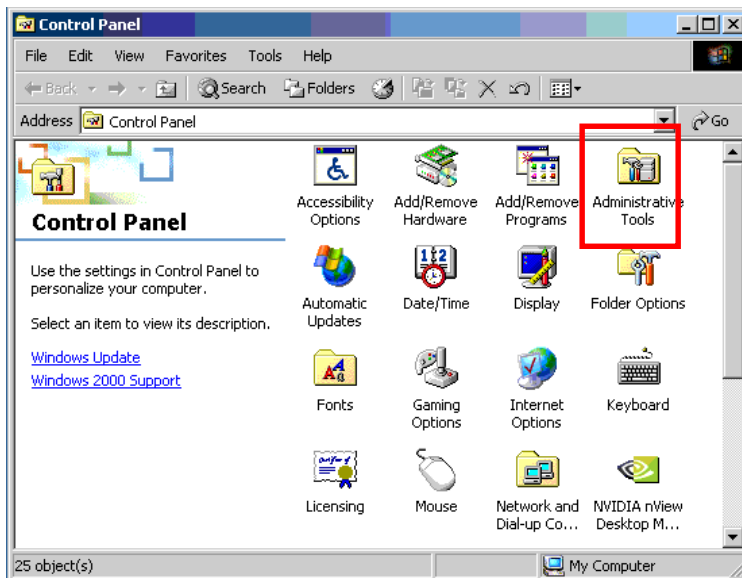 Control Panel
File Edit View Favorites Tools Help
Back Search Folders
Address Control Panel Go
Control Panel
Use the settings in Control Panel to
personalize your computer.
Select an item to view its description.
Windows Update
Windows 2000 Support
Accessibility
Options
Add/Remove
Hardware
Add/Remove
Programs
Administrative
Tools
Automatic
Updates
Date/Time
Display
Folder Options
Fonts
Gaming
Options
Internet
Options
Keyboard
Licensing
Mouse
Network and
Dial-up Co...
NVIDIA nView
Desktop M...
25 object(s) My Computer